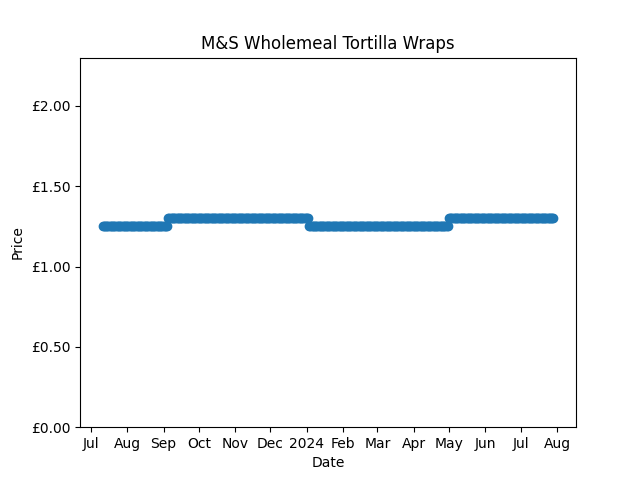 M&S Wholemeal Tortilla Wraps
£2.00
£1.50
£1.00
£0.50
£0.00
Price
Jul Aug Sep Oct Nov Dec 2024 Feb Mar Apr May Jun Jul Aug
Date